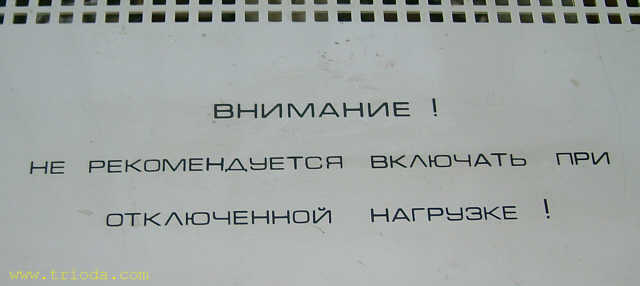 ВНИМАНИЕ !
НЕ РЕКОМЕНДУЕТСЯ ВКЛЮЧАТЬ ПРИ
ОТКЛЮЧЕННОЙ НАГРУЗКЕ !
www.trioda.com